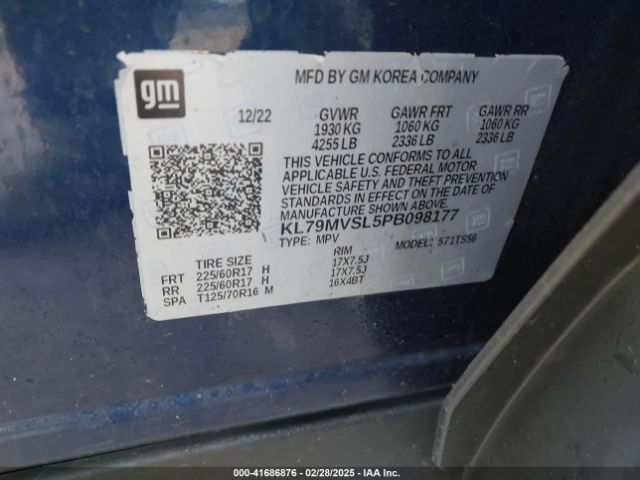 gm
MFD BY GM KOREA COMPANY
12/22 GVWR GAWR FRT GAWR RR
1930 KG 1060 KG 1060 KG
4255 LB 2336 LB 2336 LB
THIS VEHICLE CONFORMS TO ALL
APPLICABLE U.S. FEDERAL MOTOR
VEHICLE SAFETY AND THEFT PREVENTION
STANDARDS IN EFFECT ON THE DATE OF
MANUFACTURE SHOWN ABOVE.
KL79MVSL5PB098177
TYPE: MPV MODEL: 571TS56
TIRE SIZE RIM
FRT 225/60R17 H 17X7.5J
RR 225/60R17 H 17X7.5J
SPA T125/70R16 M 16X4BT
000-41686876 02/28/2025 IAA Inc.